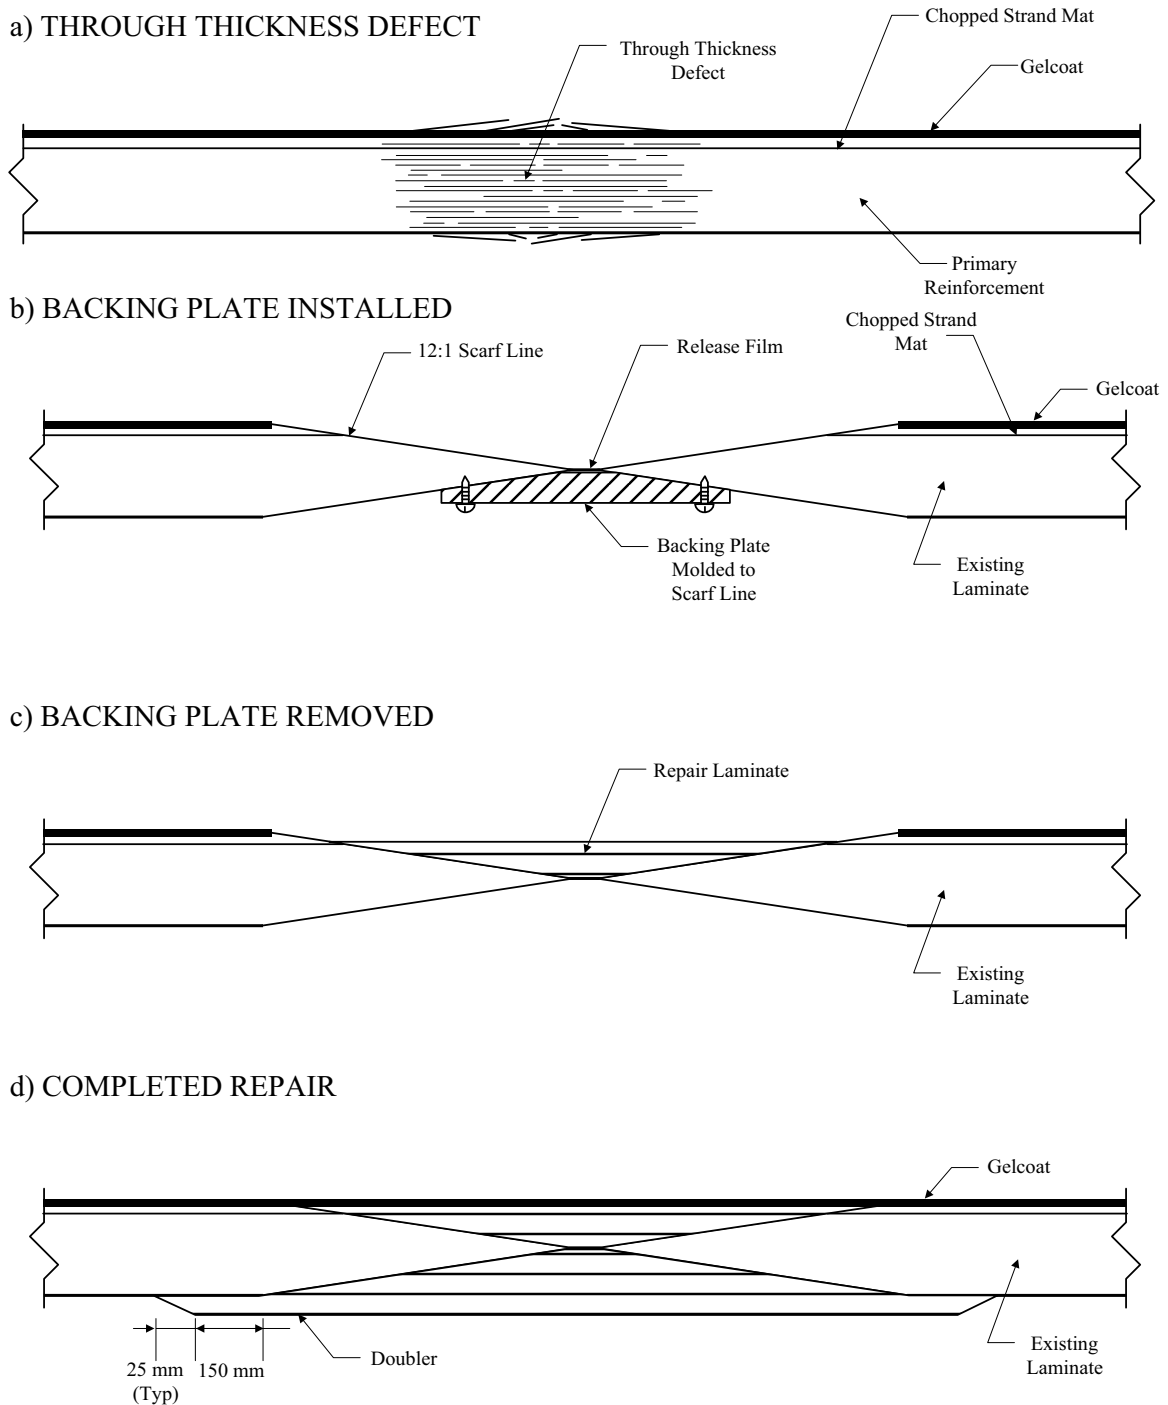 a) THROUGH THICKNESS DEFECT
Chopped Strand Mat
Through Thickness
Defect
Gelcoat
Primary
Reinforcement
b) BACKING PLATE INSTALLED
Chopped Strand
Mat
12:1 Scarf Line
Release Film
Gelcoat
Backing Plate
Molded to
Scarf Line
Existing
Laminate
c) BACKING PLATE REMOVED
Repair Laminate
Existing
Laminate
d) COMPLETED REPAIR
Gelcoat
Existing
Laminate
Doubler
25 mm
(Typ)
150 mm